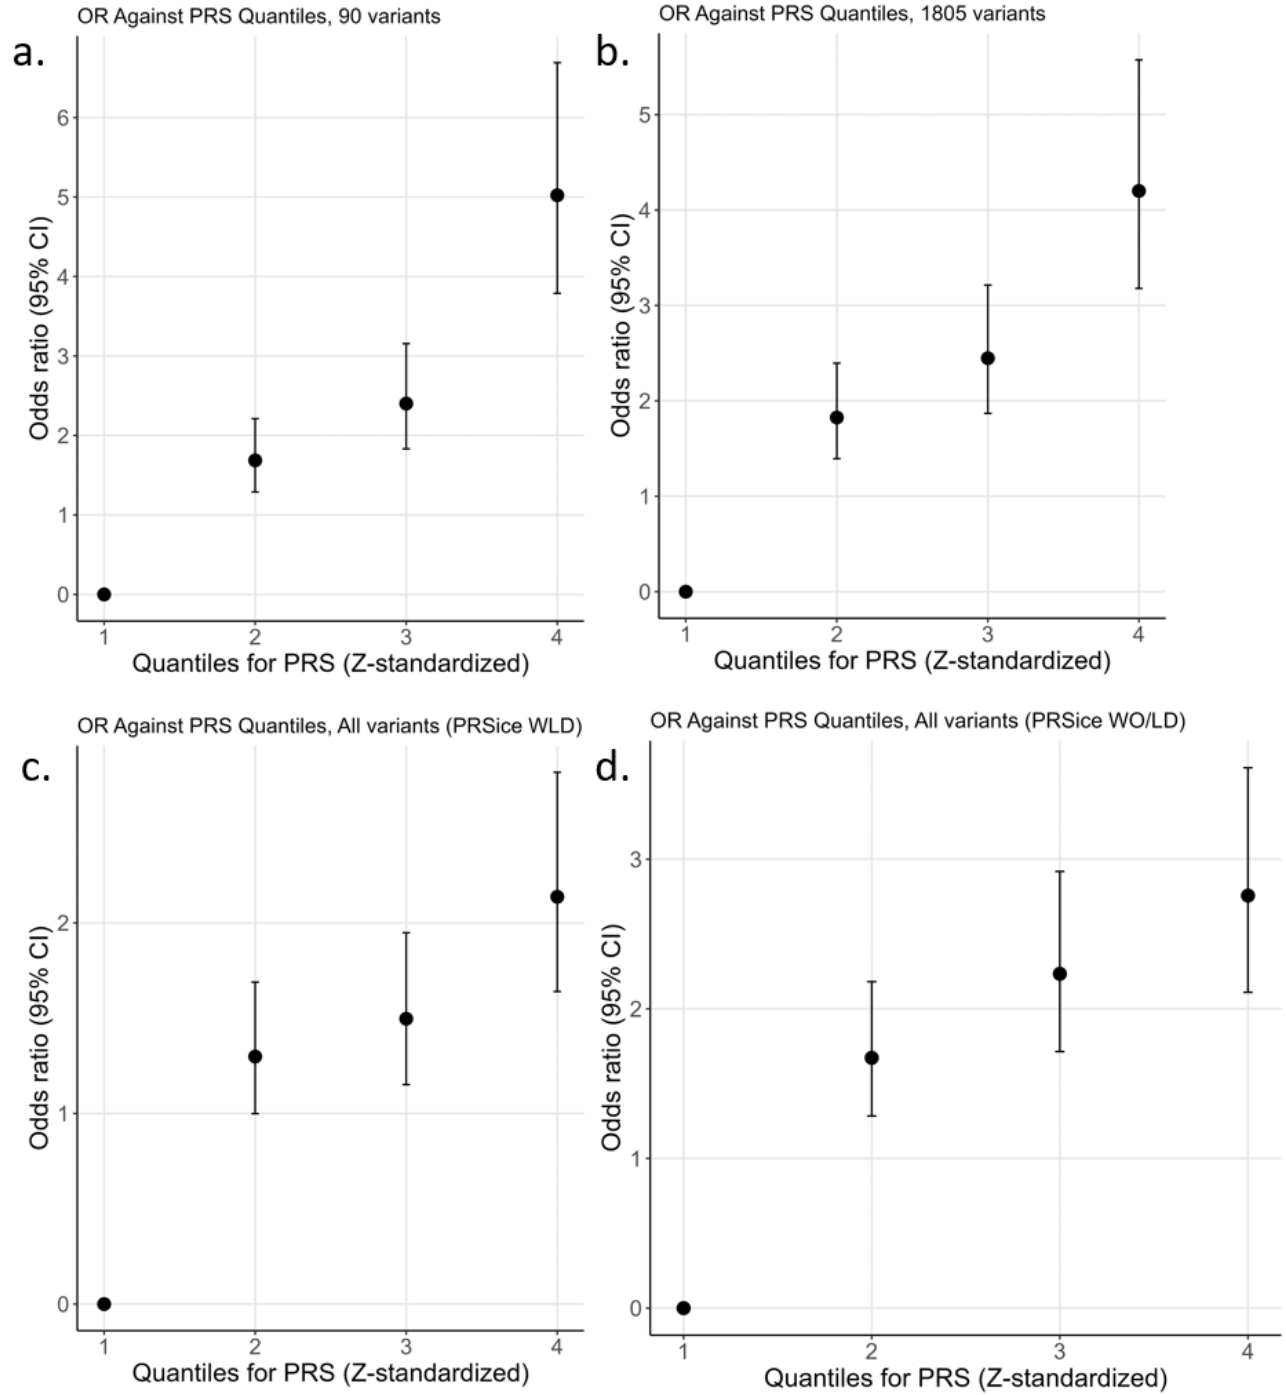 OR Against PRS Quantiles, 90 variants
a.
Odds ratio (95% CI)
6
5
4
3
2
1
0
1 2 3 4
Quantiles for PRS (Z-standardized)
OR Against PRS Quantiles, 1805 variants
b.
Odds ratio (95% CI)
5
4
3
2
1
0
1 2 3 4
Quantiles for PRS (Z-standardized)
OR Against PRS Quantiles, All variants (PRSice WLD)
c.
Odds ratio (95% CI)
2
1
0
1 2 3 4
Quantiles for PRS (Z-standardized)
OR Against PRS Quantiles, All variants (PRSice WO/LD)
d.
Odds ratio (95% CI)
3
2
1
0
1 2 3 4
Quantiles for PRS (Z-standardized)